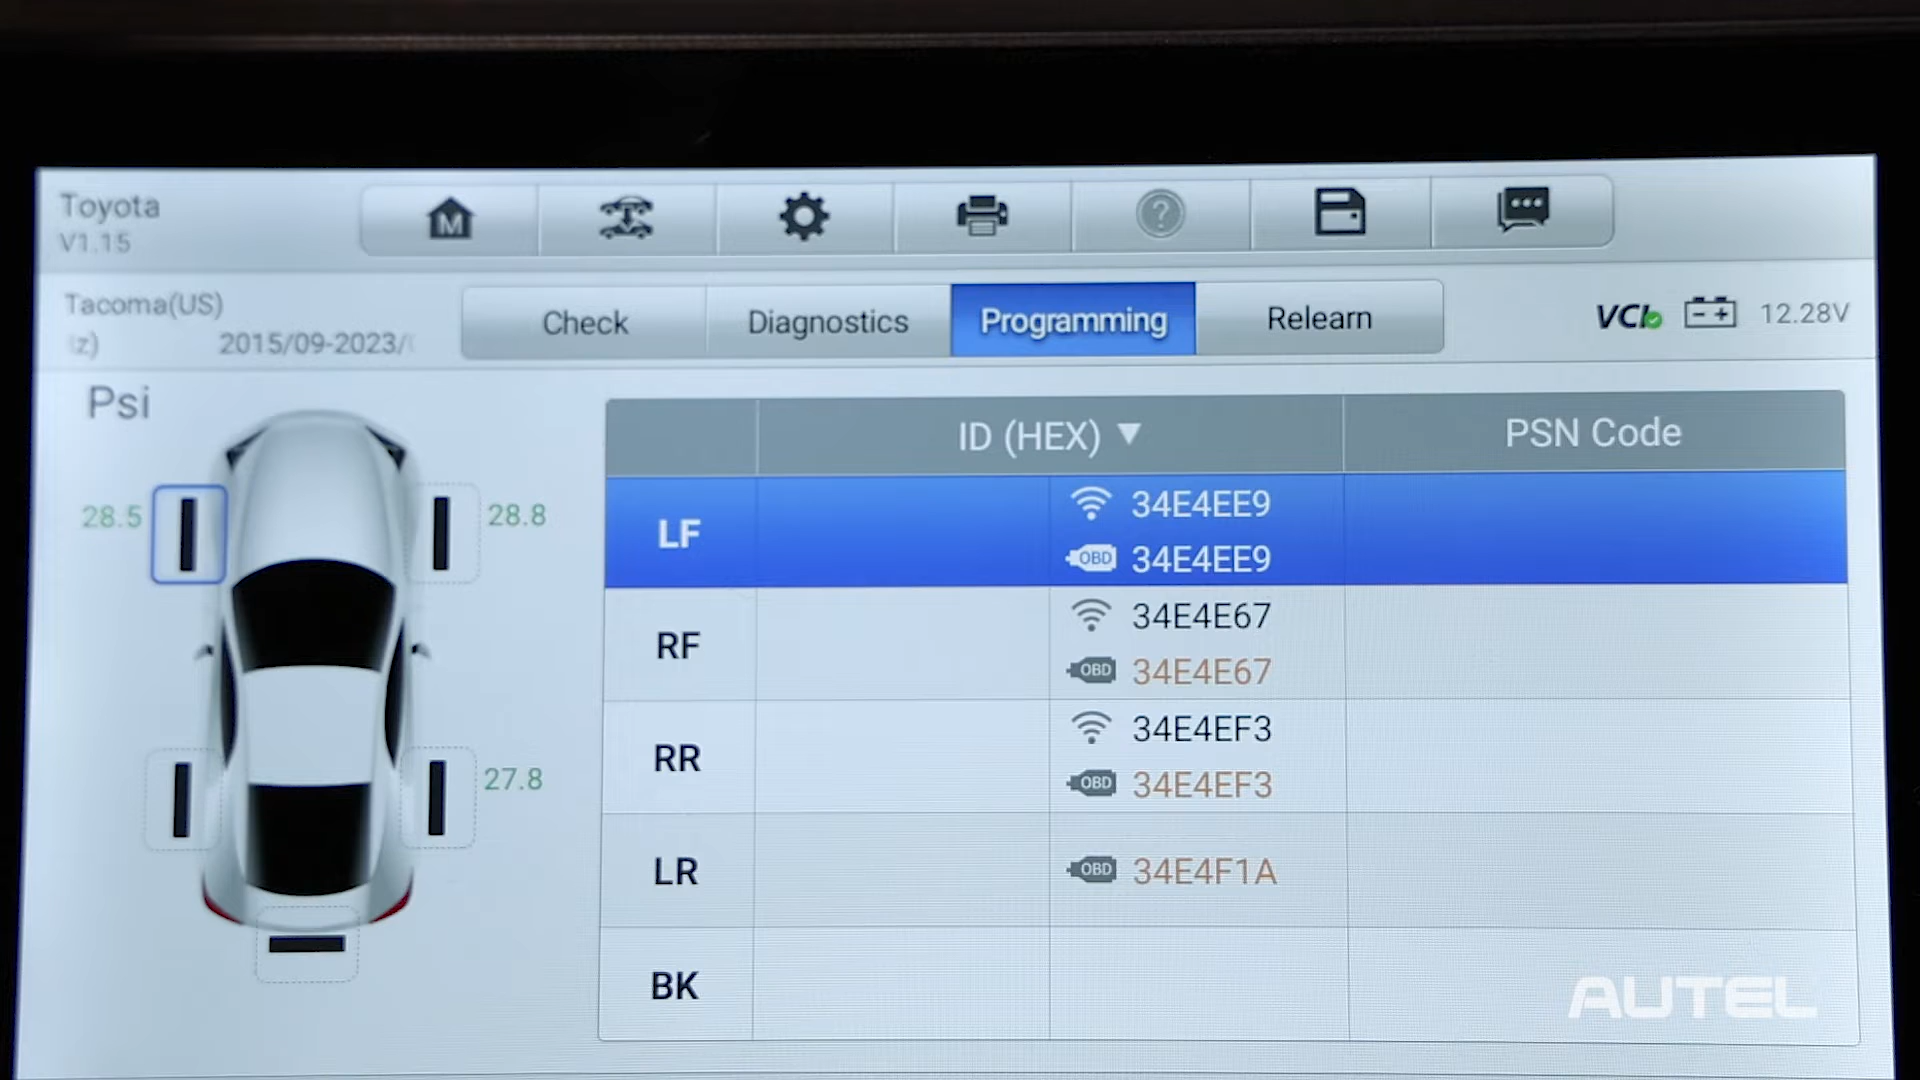 Toyota
V1.15
M
?
Tacoma(US)
z) 2015/09-2023/
Check
Diagnostics
Programming
Relearn
VCI
12.28V
Psi
28.5
28.8
27.8
ID (HEX) ▼
PSN Code
LF
34E4EE9
OBD 34E4EE9
RF
34E4E67
OBD 34E4E67
RR
34E4EF3
OBD 34E4EF3
LR
OBD 34E4F1A
BK
AUTEL